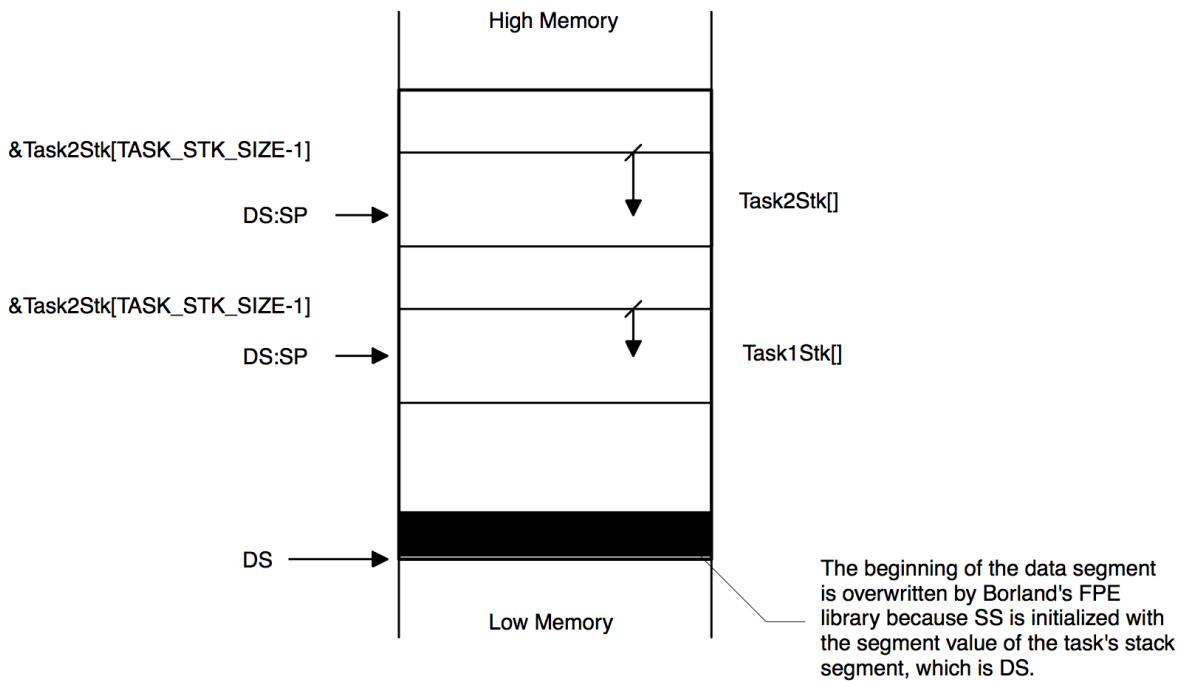 High Memory
&Task2Stk[TASK_STK_SIZE-1]
Task2Stk[]
DS:SP
&Task2Stk[TASK_STK_SIZE-1]
DS:SP
Task1Stk[]
DS
The beginning of the data segment
is overwritten by Borland's FPE
library because SS is initialized with
the segment value of the task's stack
segment, which is DS.
Low Memory